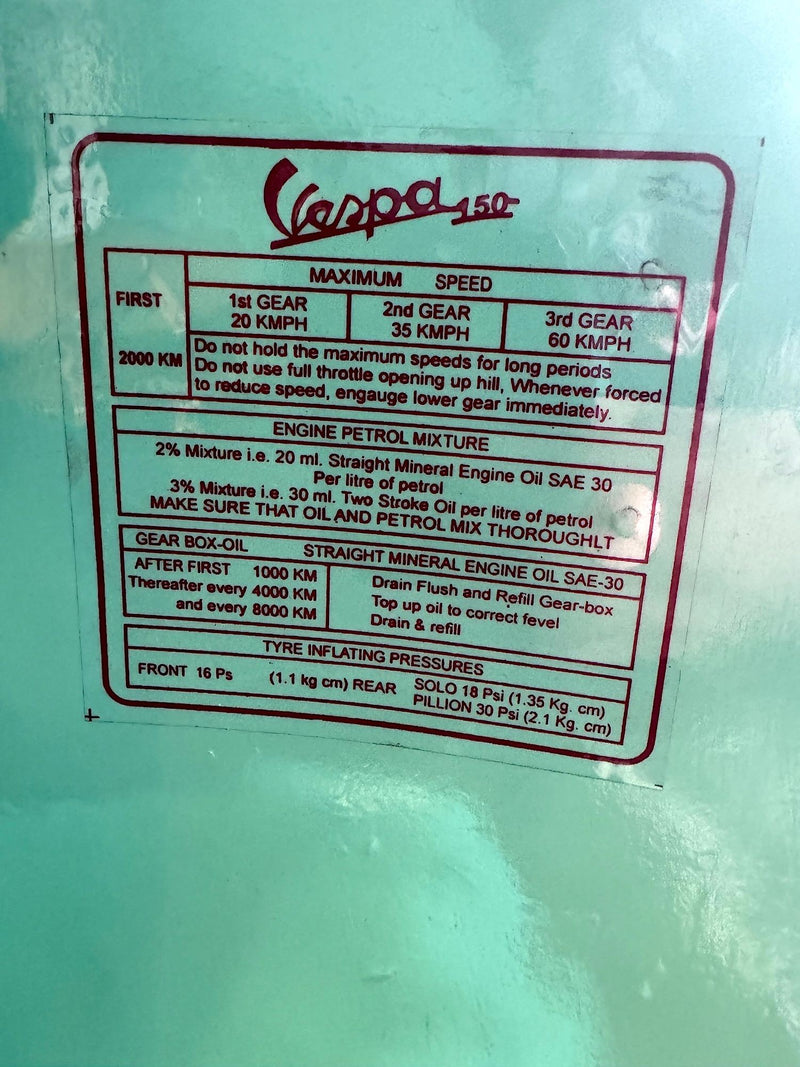 Vespa 150
MAXIMUM SPEED
FIRST
2000 KM
1st GEAR
20 KMPH
2nd GEAR
35 KMPH
3rd GEAR
60 KMPH
Do not hold the maximum speeds for long periods
Do not use full throttle opening up hill, Whenever forced
to reduce speed, engauge lower gear immediately.
ENGINE PETROL MIXTURE
2% Mixture i.e. 20 ml. Straight Mineral Engine Oil SAE 30
Per litre of petrol
3% Mixture i.e. 30 ml. Two Stroke Oil per litre of petrol
MAKE SURE THAT OIL AND PETROL MIX THOROUGHLT
GEAR BOX-OIL STRAIGHT MINERAL ENGINE OIL SAE-30
AFTER FIRST 1000 KM Drain Flush and Refill Gear-box
Thereafter every 4000 KM Top up oil to correct fevel
and every 8000 KM Drain & refill
TYRE INFLATING PRESSURES
FRONT 16 Ps (1.1 kg cm) REAR SOLO 18 Psi (1.35 Kg. cm)
PILLION 30 Psi (2.1 Kg. cm)